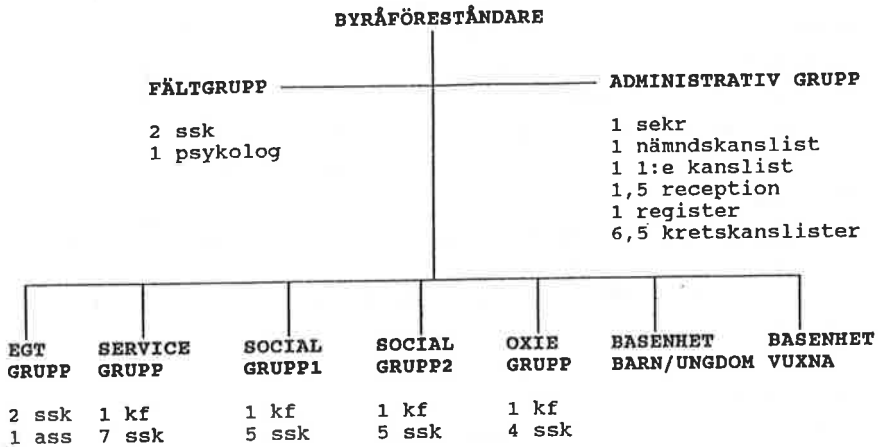 BYRÅFÖRESTÅNDARE
FÄLTGRUPP
2 ssk
1 psykolog
ADMINISTRATIV GRUPP
1 sekr
1 nämndskanslist
1 1:e kanslist
1,5 reception
1 register
6,5 kretskanslister
EGT
GRUPP
2 ssk
1 ass
SERVICE
GRUPP
1 kf
7 ssk
SOCIAL
GRUPP1
1 kf
5 ssk
SOCIAL
GRUPP2
1 kf
5 ssk
OXIE
GRUPP
1 kf
4 ssk
BASENHET
BARN/UNGDOM
BASENHET
VUXNA